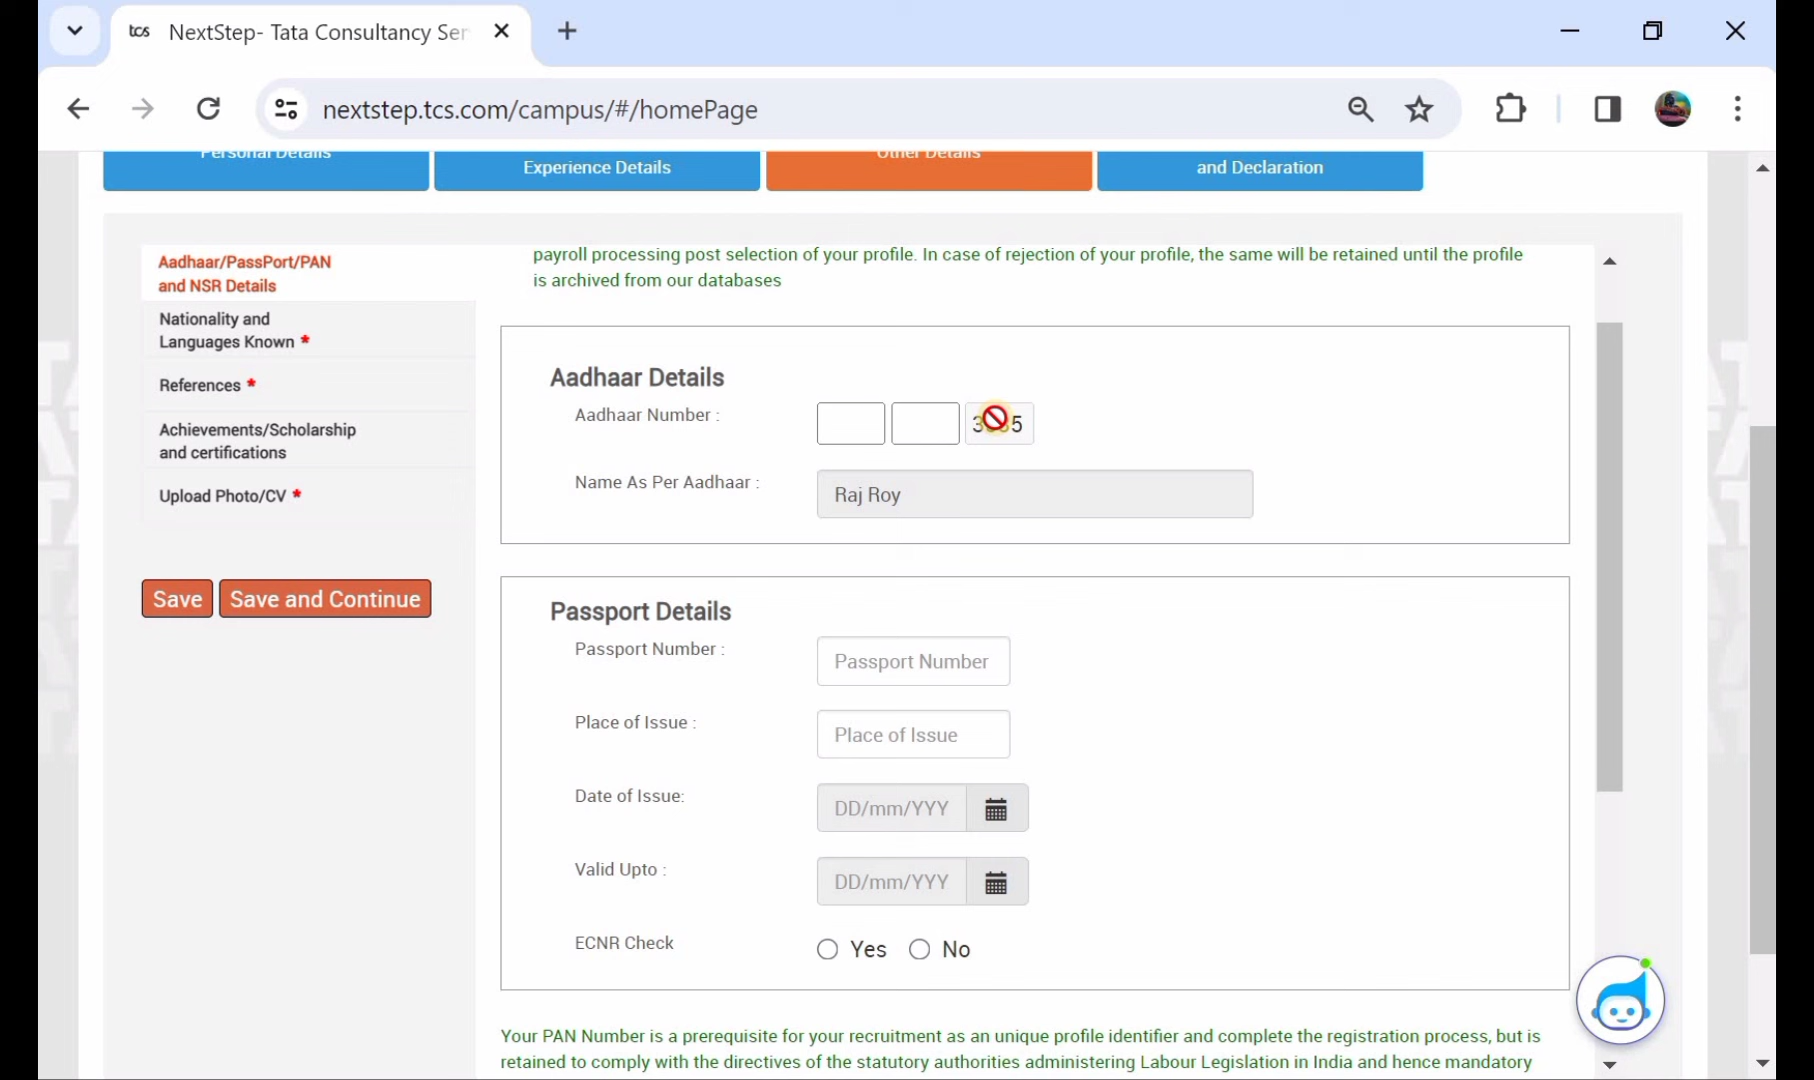 tcs NextStep- Tata Consultancy Ser
nextstep.tcs.com/campus/#/homePage
Personal Details
Experience Details
Other Details
and Declaration
Aadhaar/PassPort/PAN
and NSR Details
Nationality and
Languages Known *
References *
Achievements/Scholarship
and certifications
Upload Photo/CV *
Save Save and Continue
payroll processing post selection of your profile. In case of rejection of your profile, the same will be retained until the profile
is archived from our databases
Aadhaar Details
Aadhaar Number :
Name As Per Aadhaar : Raj Roy
Passport Details
Passport Number : Passport Number
Place of Issue : Place of Issue
Date of Issue: DD/mm/YYY
Valid Upto : DD/mm/YYY
ECNR Check Yes No
Your PAN Number is a prerequisite for your recruitment as an unique profile identifier and complete the registration process, but is
retained to comply with the directives of the statutory authorities administering Labour Legislation in India and hence mandatory